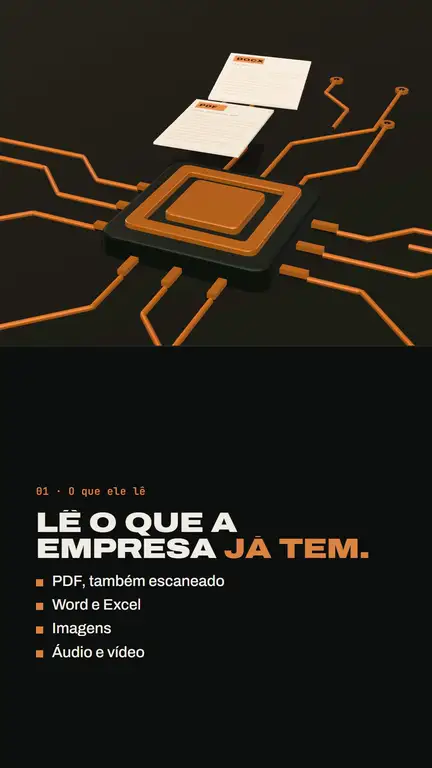 DOCX
PDF
01 · O que ele lê
LÊ O QUE A
EMPRESA JÁ TEM.
PDF, também escaneado
Word e Excel
Imagens
Áudio e vídeo